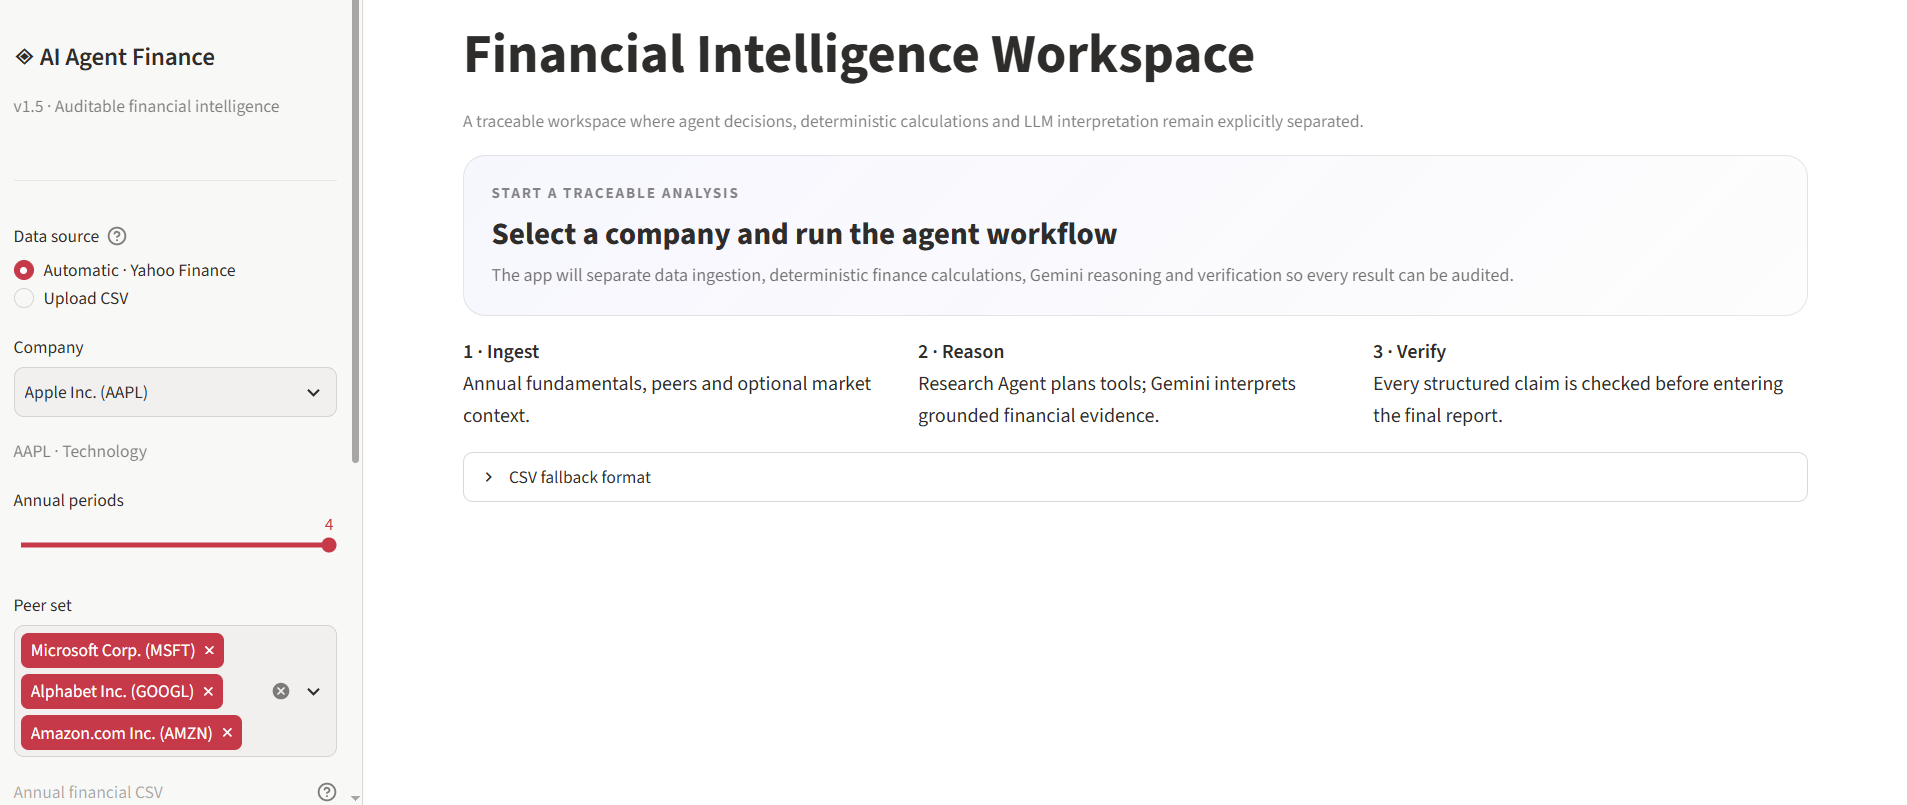 ◈ AI Agent Finance
v1.5 · Auditable financial intelligence
Data source
Automatic · Yahoo Finance
Upload CSV
Company
Apple Inc. (AAPL)
AAPL · Technology
Annual periods
4
Peer set
Microsoft Corp. (MSFT) ×
Alphabet Inc. (GOOGL) ×
Amazon.com Inc. (AMZN) ×
Annual financial CSV
Financial Intelligence Workspace
A traceable workspace where agent decisions, deterministic calculations and LLM interpretation remain explicitly separated.
START A TRACEABLE ANALYSIS
Select a company and run the agent workflow
The app will separate data ingestion, deterministic finance calculations, Gemini reasoning and verification so every result can be audited.
1 · Ingest
Annual fundamentals, peers and optional market
context.
2 · Reason
Research Agent plans tools; Gemini interprets
grounded financial evidence.
3 · Verify
Every structured claim is checked before entering
the final report.
CSV fallback format